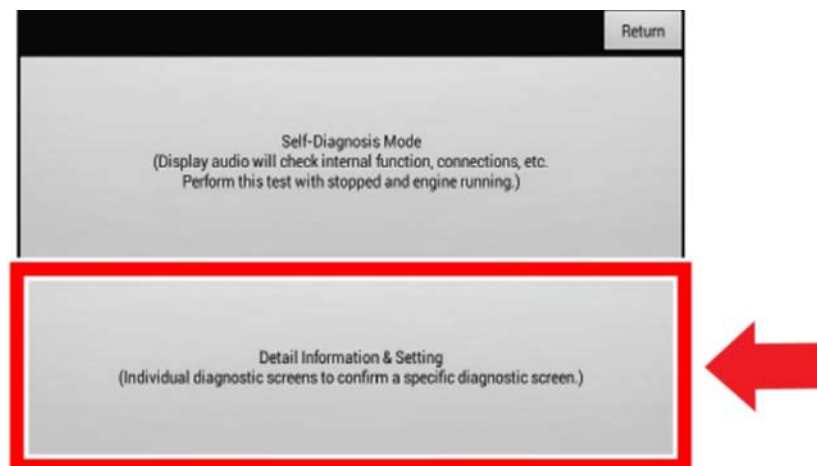 Return
Self-Diagnosis Mode
(Display audio will check internal function, connections, etc.
Perform this test with stopped and engine running.)
Detail Information & Setting
(Individual diagnostic screens to confirm a specific diagnostic screen.)